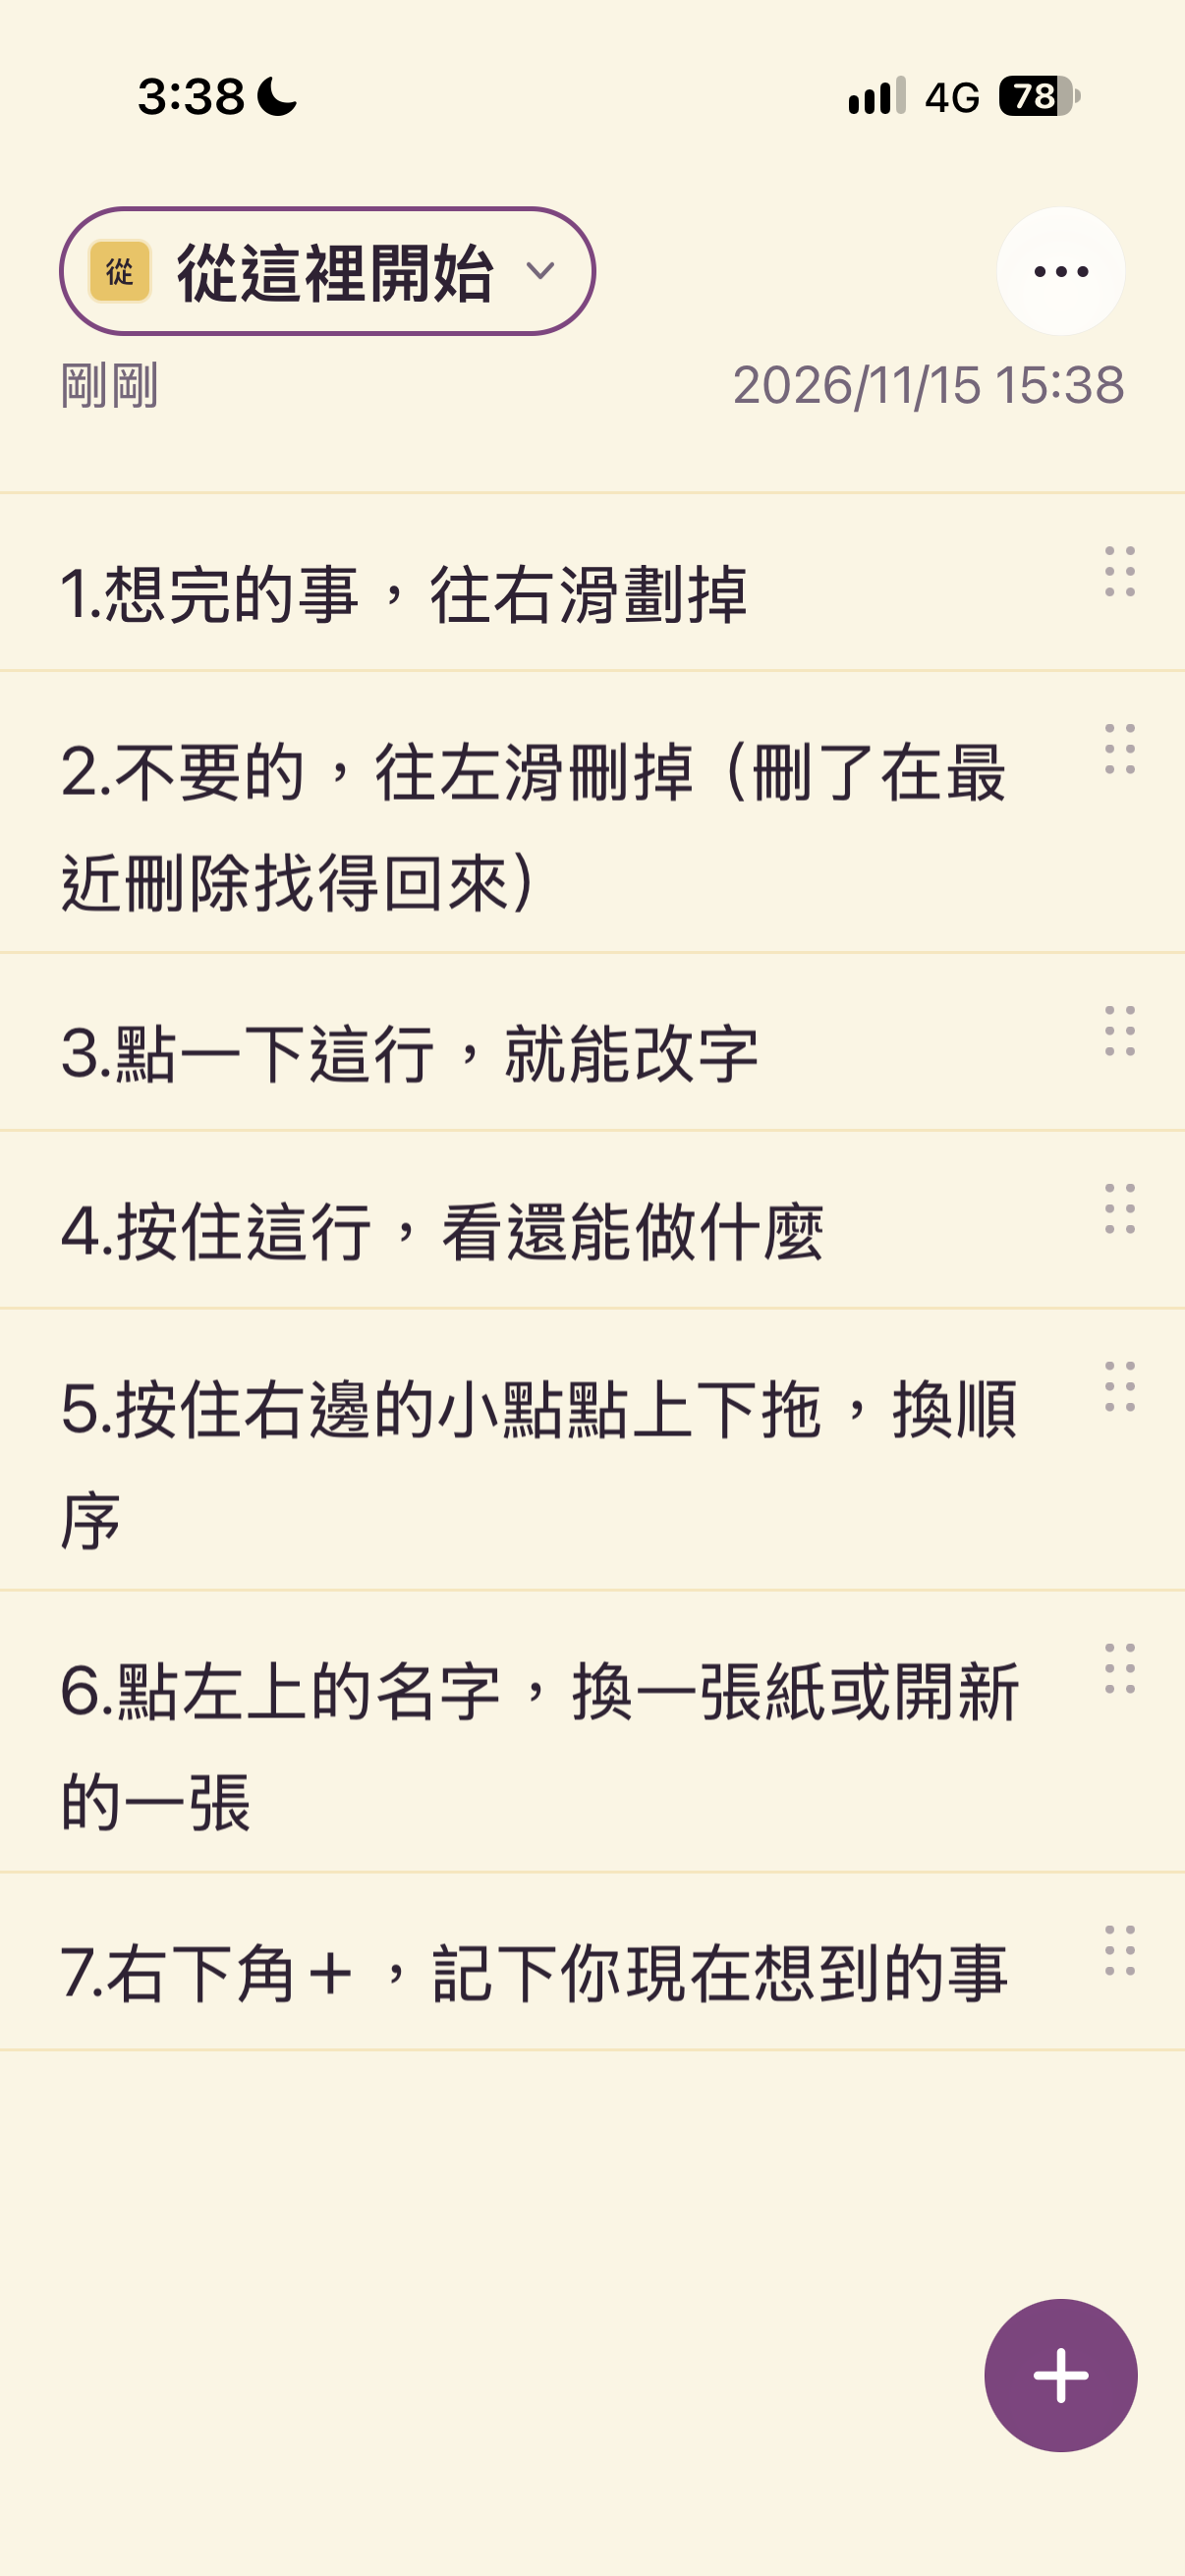 3:38 4G 78
從 從這裡開始
剛剛 2026/11/15 15:38
1.想完的事，往右滑劃掉
2.不要的，往左滑刪掉（刪了在最
近刪除找得回來）
3.點一下這行，就能改字
4.按住這行，看還能做什麼
5.按住右邊的小點點上下拖，換順
序
6.點左上的名字，換一張紙或開新
的一張
7.右下角＋，記下你現在想到的事